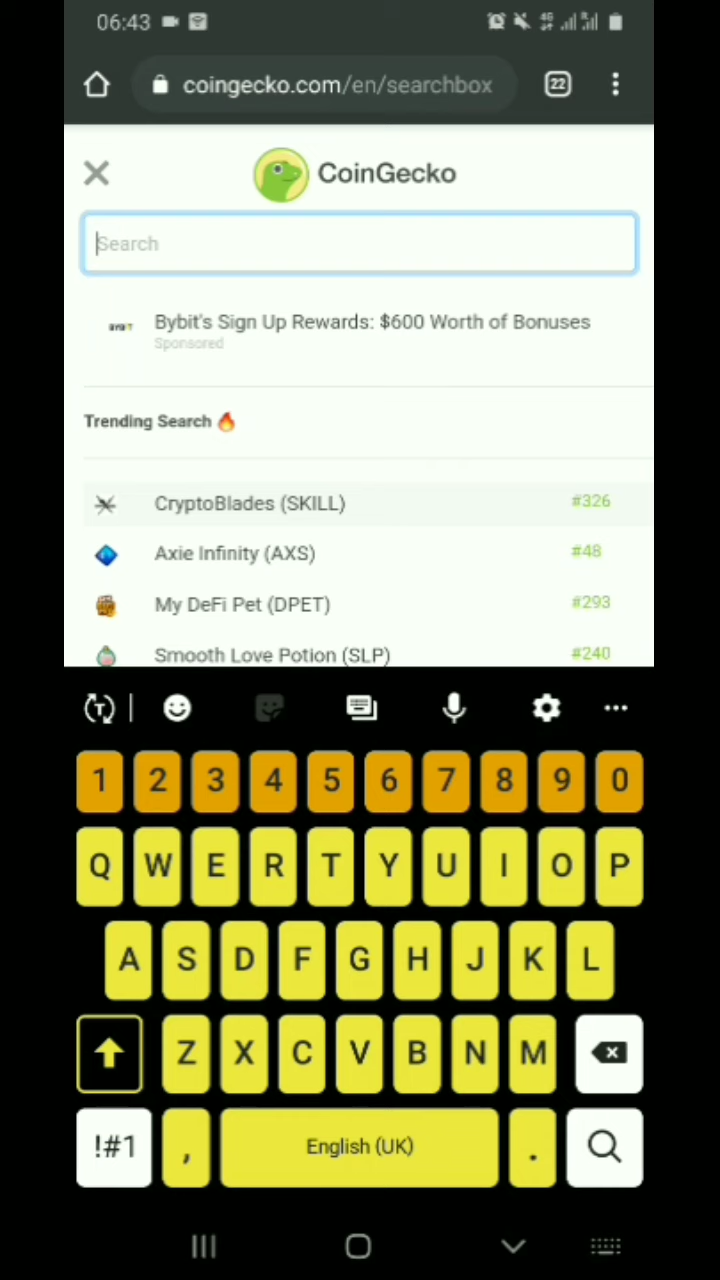 06:43
coingecko.com/en/searchbox
22
CoinGecko
Search
Bybit's Sign Up Rewards: $600 Worth of Bonuses
Sponsored
Trending Search
CryptoBlades (SKILL) #326
Axie Infinity (AXS) #48
My DeFi Pet (DPET) #293
Smooth Love Potion (SLP) #240
1 2 3 4 5 6 7 8 9 0
Q W E R T Y U I O P
A S D F G H J K L
Z X C V B N M
!#1 , English (UK) .